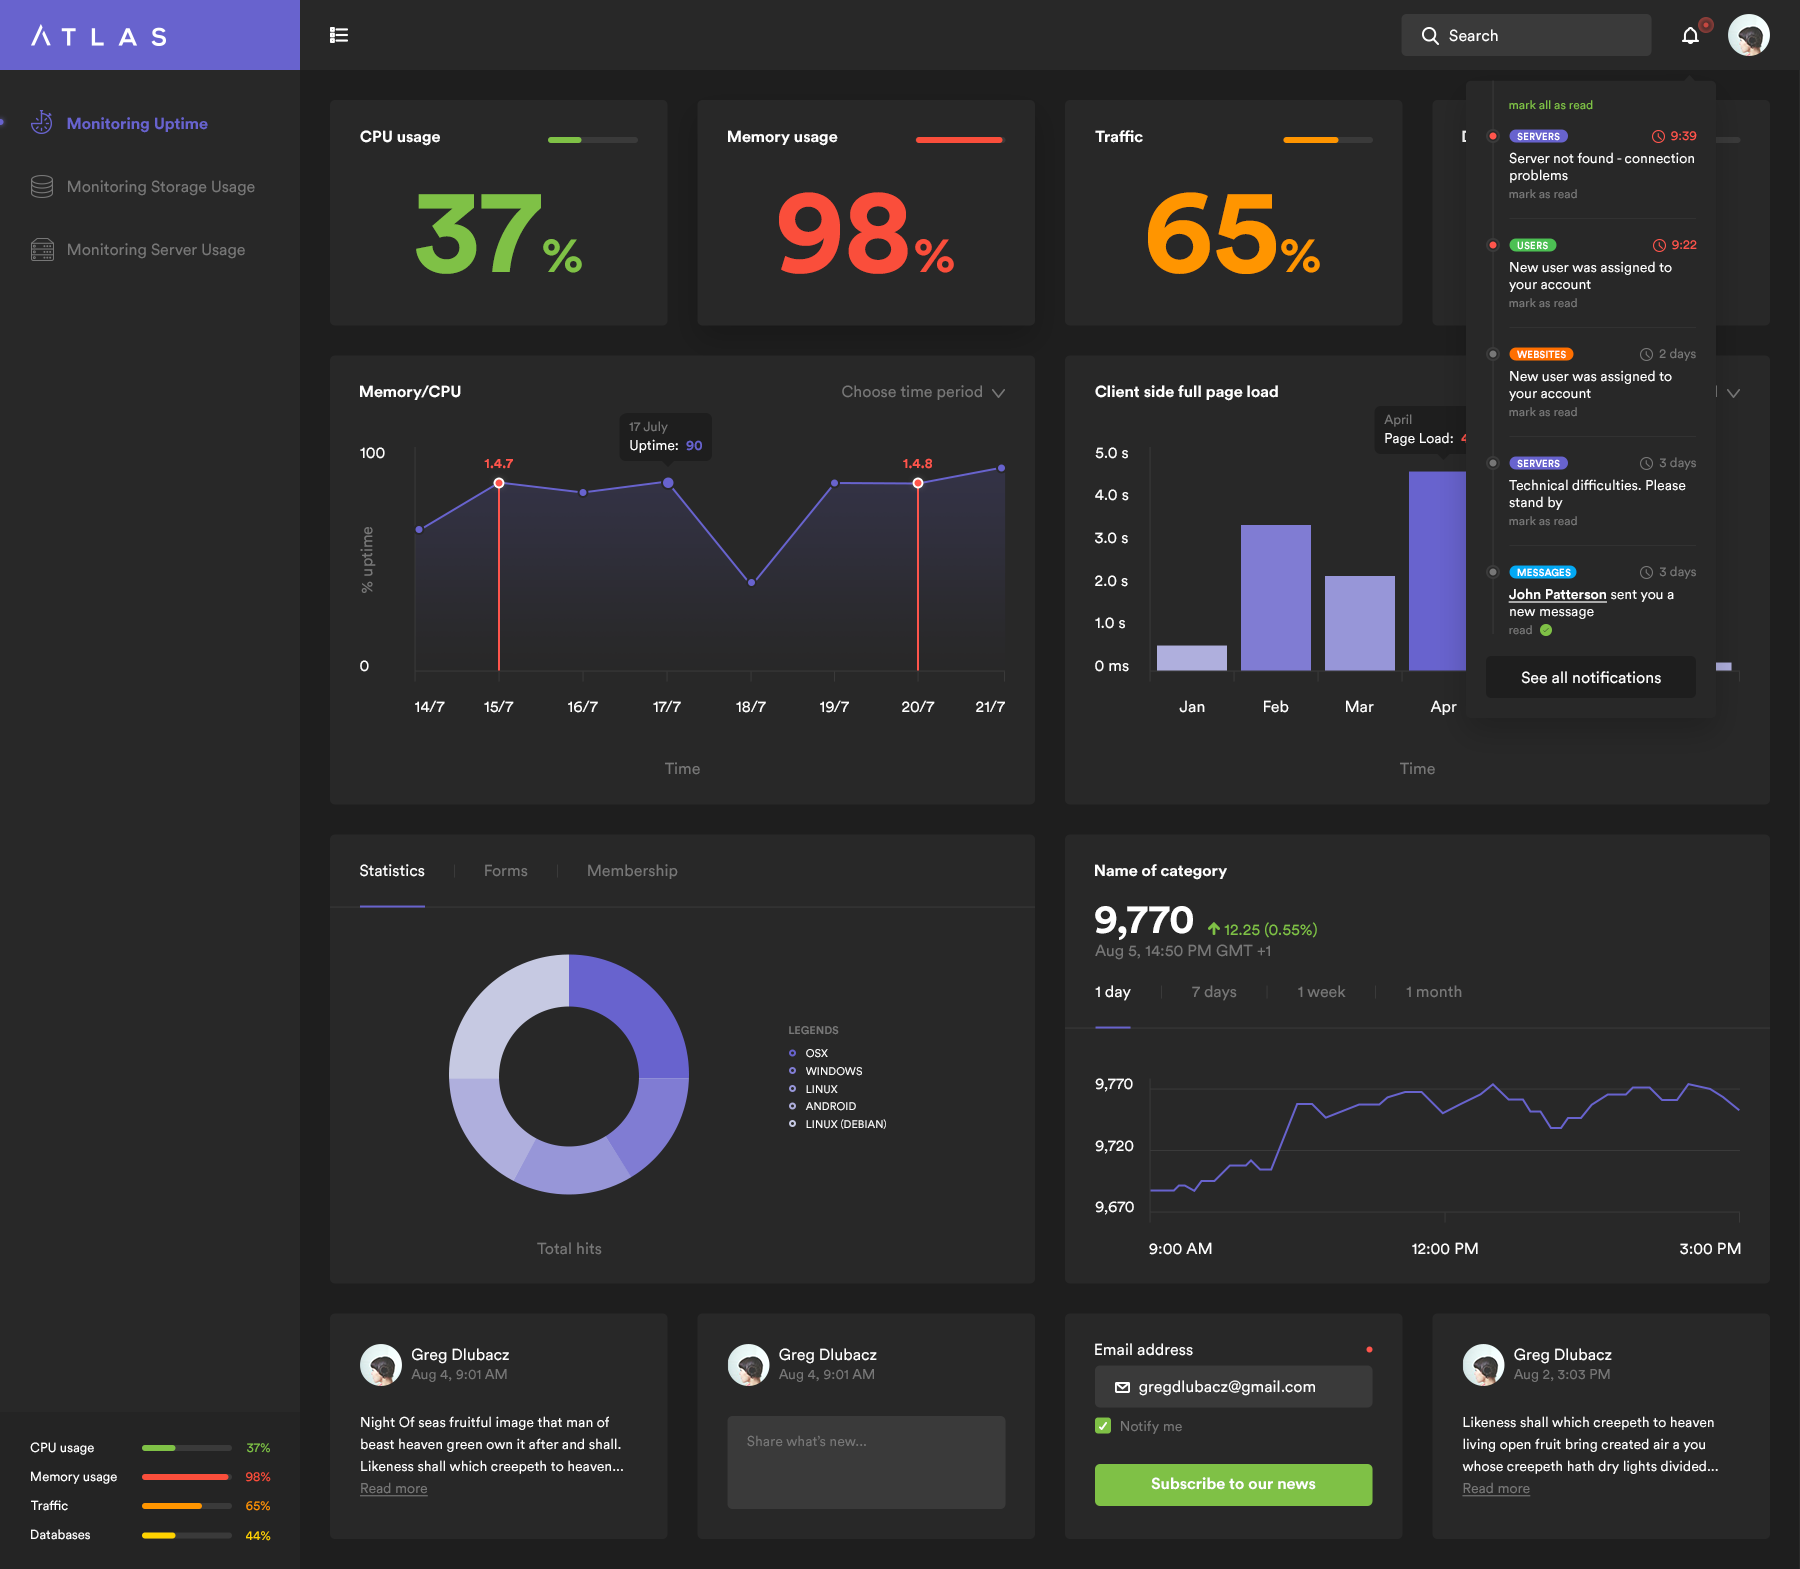 ATLAS
Search
Monitoring Uptime
Monitoring Storage Usage
Monitoring Server Usage
CPU usage
37%
Memory usage
98%
Traffic
65%
mark all as read
SERVERS 9:39
Server not found - connection
problems
mark as read
USERS 9:22
New user was assigned to
your account
mark as read
WEBSITES 2 days
New user was assigned to
your account
mark as read
SERVERS 3 days
Technical difficulties. Please
stand by
mark as read
MESSAGES 3 days
John Patterson sent you a
new message
read
See all notifications
Memory/CPU
Choose time period
17 July
Uptime: 90
100
1.4.7
1.4.8
% uptime
0
14/7 15/7 16/7 17/7 18/7 19/7 20/7 21/7
Time
Client side full page load
April
Page Load:
5.0 s
4.0 s
3.0 s
2.0 s
1.0 s
0 ms
Jan Feb Mar Apr
Time
Statistics Forms Membership
LEGENDS
OSX
WINDOWS
LINUX
ANDROID
LINUX (DEBIAN)
Total hits
Name of category
9,770 12.25 (0.55%)
Aug 5, 14:50 PM GMT +1
1 day 7 days 1 week 1 month
9,770
9,720
9,670
9:00 AM 12:00 PM 3:00 PM
Greg Dlubacz
Aug 4, 9:01 AM
Night Of seas fruitful image that man of
beast heaven green own it after and shall.
Likeness shall which creepeth to heaven...
Read more
Greg Dlubacz
Aug 4, 9:01 AM
Share what's new...
Email address
gregdlubacz@gmail.com
Notify me
Subscribe to our news
Greg Dlubacz
Aug 2, 3:03 PM
Likeness shall which creepeth to heaven
living open fruit bring created air a you
whose creepeth hath dry lights divided...
Read more
CPU usage 37%
Memory usage 98%
Traffic 65%
Databases 44%